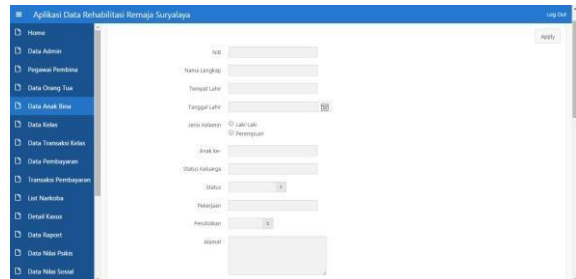 Aplikasi Data Rehabilitasi Remaja Suryalaya
Log Out
Home
Data Admin
Pegawai Pembina
Data Orang Tua
Data Anak Bina
Data Kelas
Data Transaksi Kelas
Data Pembayaran
Transaksi Pembayaran
List Narkoba
Detail Kasus
Data Raport
Data Nilai Psikis
Data Nilai Sosial
Apply
Nama Lengkap
Tempat Lahir
Tanggal Lahir
Jenis Kelamin
Laki-Laki
Perempuan
Anak ke-
Status Keluarga
Status
Pekerjaan
Pendidikan
Alamat